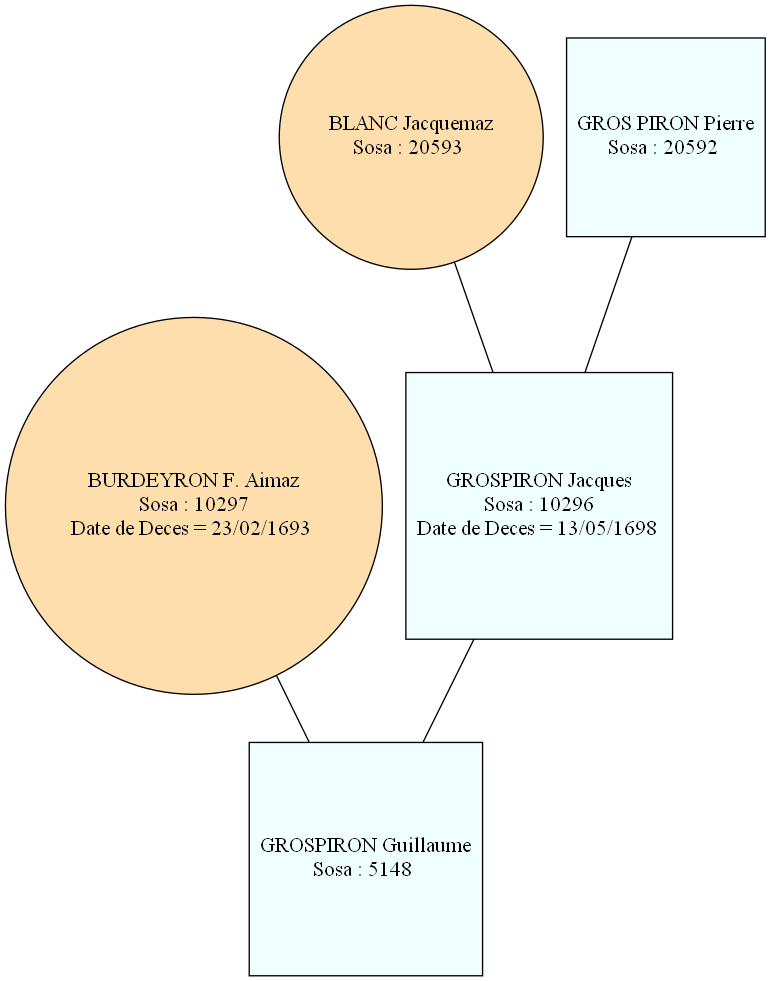 BLANC Jacquemaz
Sosa : 20593
GROS PIRON Pierre
Sosa : 20592
BURDEYRON F. Aimaz
Sosa : 10297
Date de Deces = 23/02/1693
GROSPIRON Jacques
Sosa : 10296
Date de Deces = 13/05/1698
GROSPIRON Guillaume
Sosa : 5148